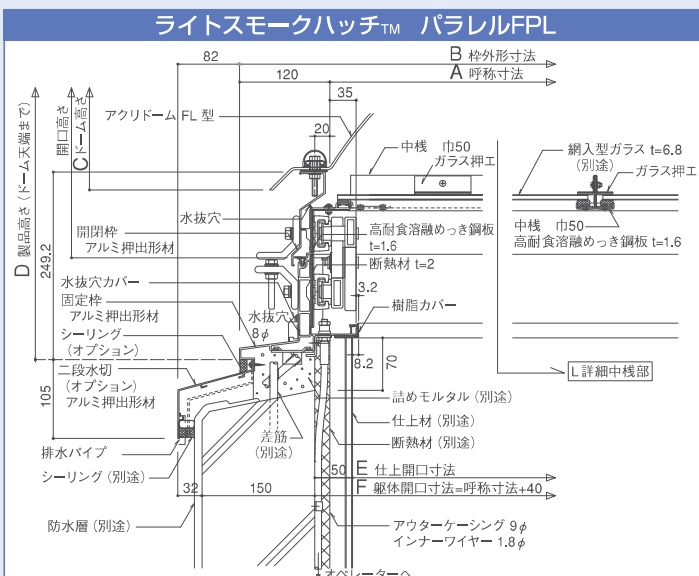 ライトスモークハッチTM パラレルFPL
82
B 枠外形寸法
120
A 呼称寸法
35
アクリドーム FL 型
20
中桟 巾50
ガラス押エ
網入型ガラス t=6.8
(別途)
ガラス押エ
D 製品高さ(ドーム天端まで)
開口高さ
C ドーム高さ
249.2
105
水抜穴
開閉枠
アルミ押出形材
高耐食溶融めっき鋼板
t=1.6
断熱材 t=2
中桟 巾50
高耐食溶融めっき鋼板 t=1.6
水抜穴カバー
固定枠
アルミ押出形材
水抜穴
8φ
3.2
樹脂カバー
シーリング
(オプション)
二段水切
(オプション)
アルミ押出形材
8.2
70
L 詳細中桟部
詰めモルタル (別途)
仕上材 (別途)
断熱材 (別途)
差筋
(別途)
排水パイプ
シーリング (別途)
50
E 仕上開口寸法
32
150
F 躯体開口寸法=呼称寸法+40
防水層 (別途)
アウターケーシング 9φ
インナーワイヤー 1.8φ
オペレーターへ